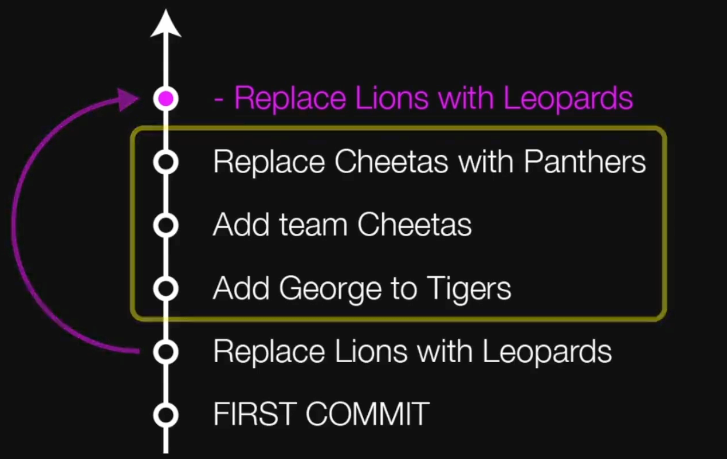 - Replace Lions with Leopards
Replace Cheetas with Panthers
Add team Cheetas
Add George to Tigers
Replace Lions with Leopards
FIRST COMMIT